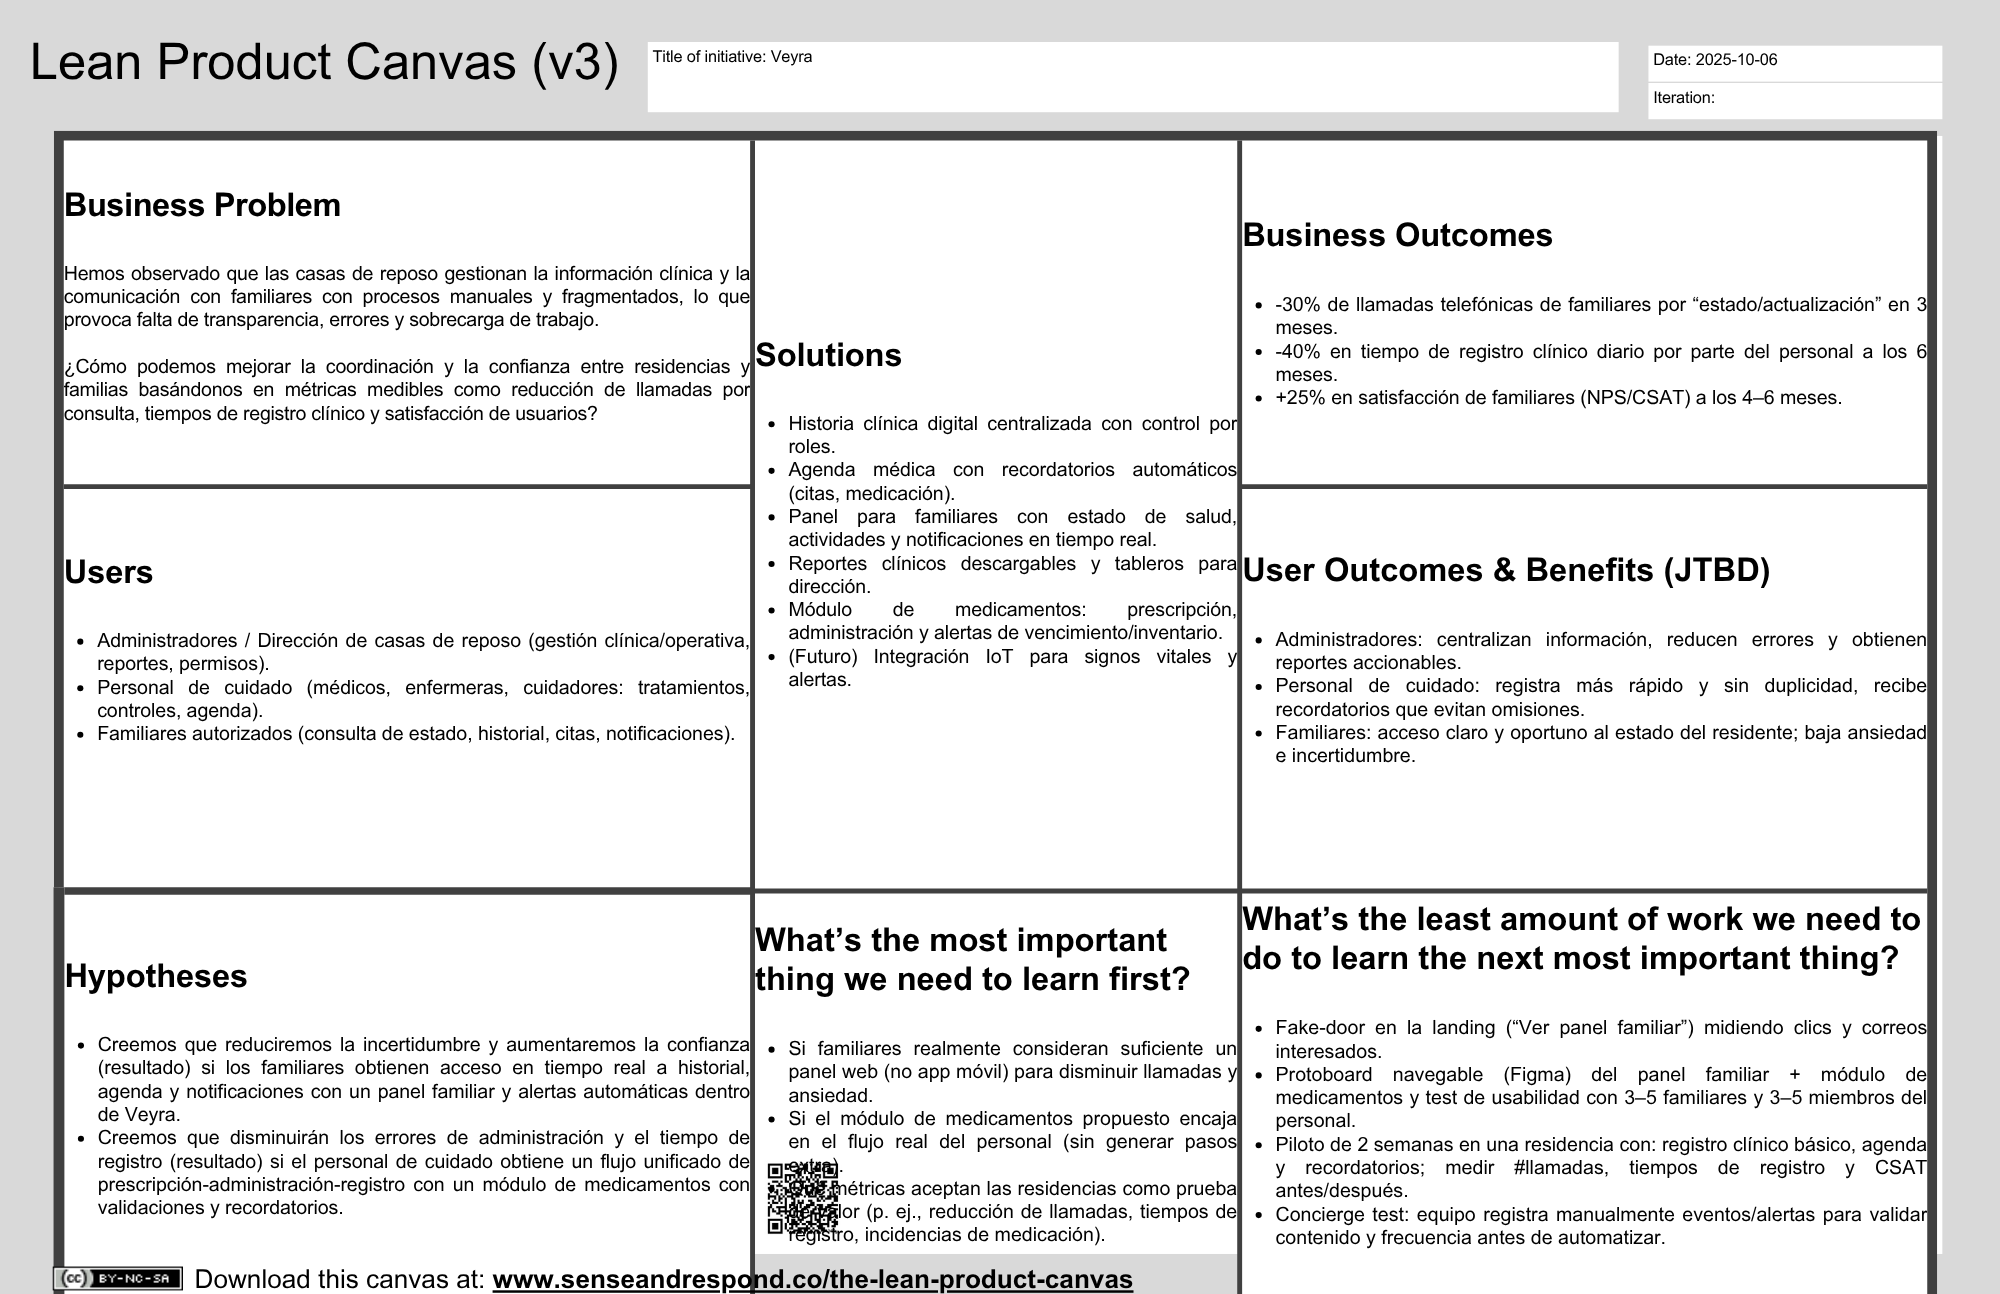 Lean Product Canvas (v3)
Title of initiative: Veyra
Date: 2025-10-06
Iteration:
Business Problem
Hemos observado que las casas de reposo gestionan la información clínica y la
comunicación con familiares con procesos manuales y fragmentados, lo que
provoca falta de transparencia, errores y sobrecarga de trabajo.
¿Cómo podemos mejorar la coordinación y la confianza entre residencias y
familias basándonos en métricas medibles como reducción de llamadas por
consulta, tiempos de registro clínico y satisfacción de usuarios?
Users
• Administradores / Dirección de casas de reposo (gestión clínica/operativa,
reportes, permisos).
• Personal de cuidado (médicos, enfermeras, cuidadores: tratamientos,
controles, agenda).
• Familiares autorizados (consulta de estado, historial, citas, notificaciones).
Solutions
• Historia clínica digital centralizada con control por
roles.
• Agenda médica con recordatorios automáticos
(citas, medicación).
• Panel para familiares con estado de salud,
actividades y notificaciones en tiempo real.
• Reportes clínicos descargables y tableros para
dirección.
• Módulo de medicamentos: prescripción,
administración y alertas de vencimiento/inventario.
• (Futuro) Integración IoT para signos vitales y
alertas.
Business Outcomes
• -30% de llamadas telefónicas de familiares por “estado/actualización” en 3
meses.
• -40% en tiempo de registro clínico diario por parte del personal a los 6
meses.
• +25% en satisfacción de familiares (NPS/CSAT) a los 4–6 meses.
User Outcomes & Benefits (JTBD)
• Administradores: centralizan información, reducen errores y obtienen
reportes accionables.
• Personal de cuidado: registra más rápido y sin duplicidad, recibe
recordatorios que evitan omisiones.
• Familiares: acceso claro y oportuno al estado del residente; baja ansiedad
e incertidumbre.
Hypotheses
• Creemos que reduciremos la incertidumbre y aumentaremos la confianza
(resultado) si los familiares obtienen acceso en tiempo real a historial,
agenda y notificaciones con un panel familiar y alertas automáticas dentro
de Veyra.
• Creemos que disminuirán los errores de administración y el tiempo de
registro (resultado) si el personal de cuidado obtiene un flujo unificado de
prescripción-administración-registro con un módulo de medicamentos con
validaciones y recordatorios.
What’s the most important
thing we need to learn first?
• Si familiares realmente consideran suficiente un
panel web (no app móvil) para disminuir llamadas y
ansiedad.
• Si el módulo de medicamentos propuesto encaja
en el flujo real del personal (sin generar pasos
extra).
métricas aceptan las residencias como prueba
de valor (p. ej., reducción de llamadas, tiempos de
registro, incidencias de medicación).
What’s the least amount of work we need to
do to learn the next most important thing?
• Fake-door en la landing (“Ver panel familiar”) midiendo clics y correos
interesados.
• Protoboard navegable (Figma) del panel familiar + módulo de
medicamentos y test de usabilidad con 3–5 familiares y 3–5 miembros del
personal.
• Piloto de 2 semanas en una residencia con: registro clínico básico, agenda
y recordatorios; medir #llamadas, tiempos de registro y CSAT
antes/después.
• Concierge test: equipo registra manualmente eventos/alertas para validar
contenido y frecuencia antes de automatizar.
cc BY-NC-SA
Download this canvas at: www.senseandrespond.co/the-lean-product-canvas